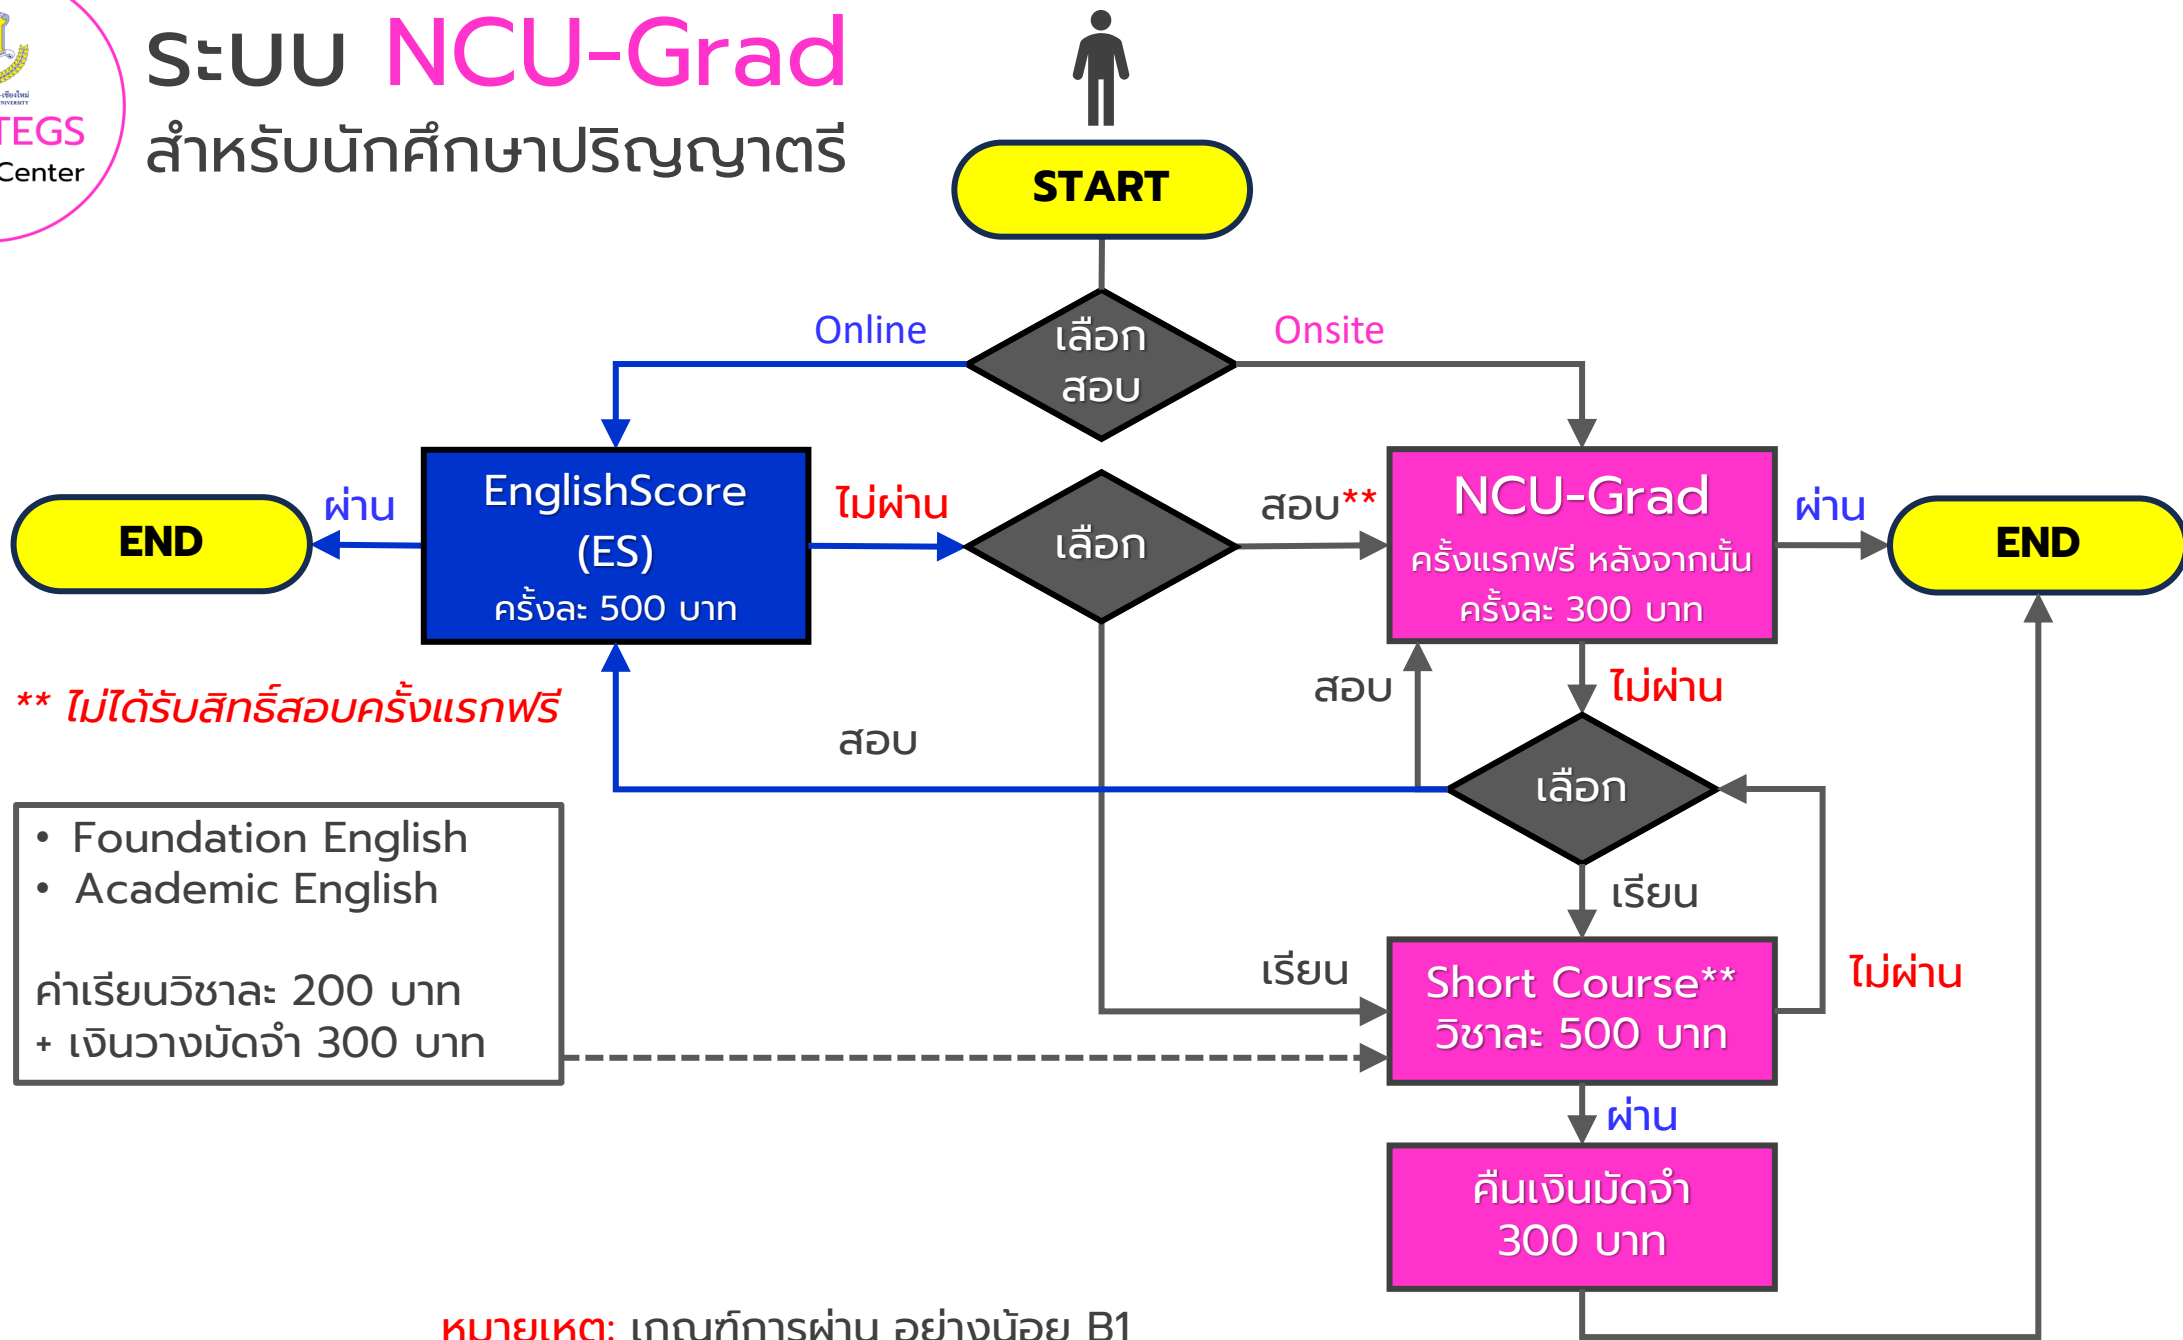 ระบบ NCU-Grad
สำหรับนักศึกษาปริญญาตรี
TEGS
Center
START
Online
เลือก
สอบ
Onsite
END
ผ่าน
EnglishScore
(ES)
ครั้งละ 500 บาท
ไม่ผ่าน
เลือก
สอบ**
NCU-Grad
ครั้งแรกฟรี หลังจากนั้น
ครั้งละ 300 บาท
ผ่าน
END
** ไม่ได้รับสิทธิ์สอบครั้งแรกฟรี
สอบ
สอบ
ไม่ผ่าน
เลือก
• Foundation English
• Academic English
ค่าเรียนวิชาละ 200 บาท
+ เงินวางมัดจำ 300 บาท
เรียน
เรียน
Short Course**
วิชาละ 500 บาท
ไม่ผ่าน
ผ่าน
คืนเงินมัดจำ
300 บาท
หมายเหตุ: เกณฑ์การผ่าน อย่างน้อย B1